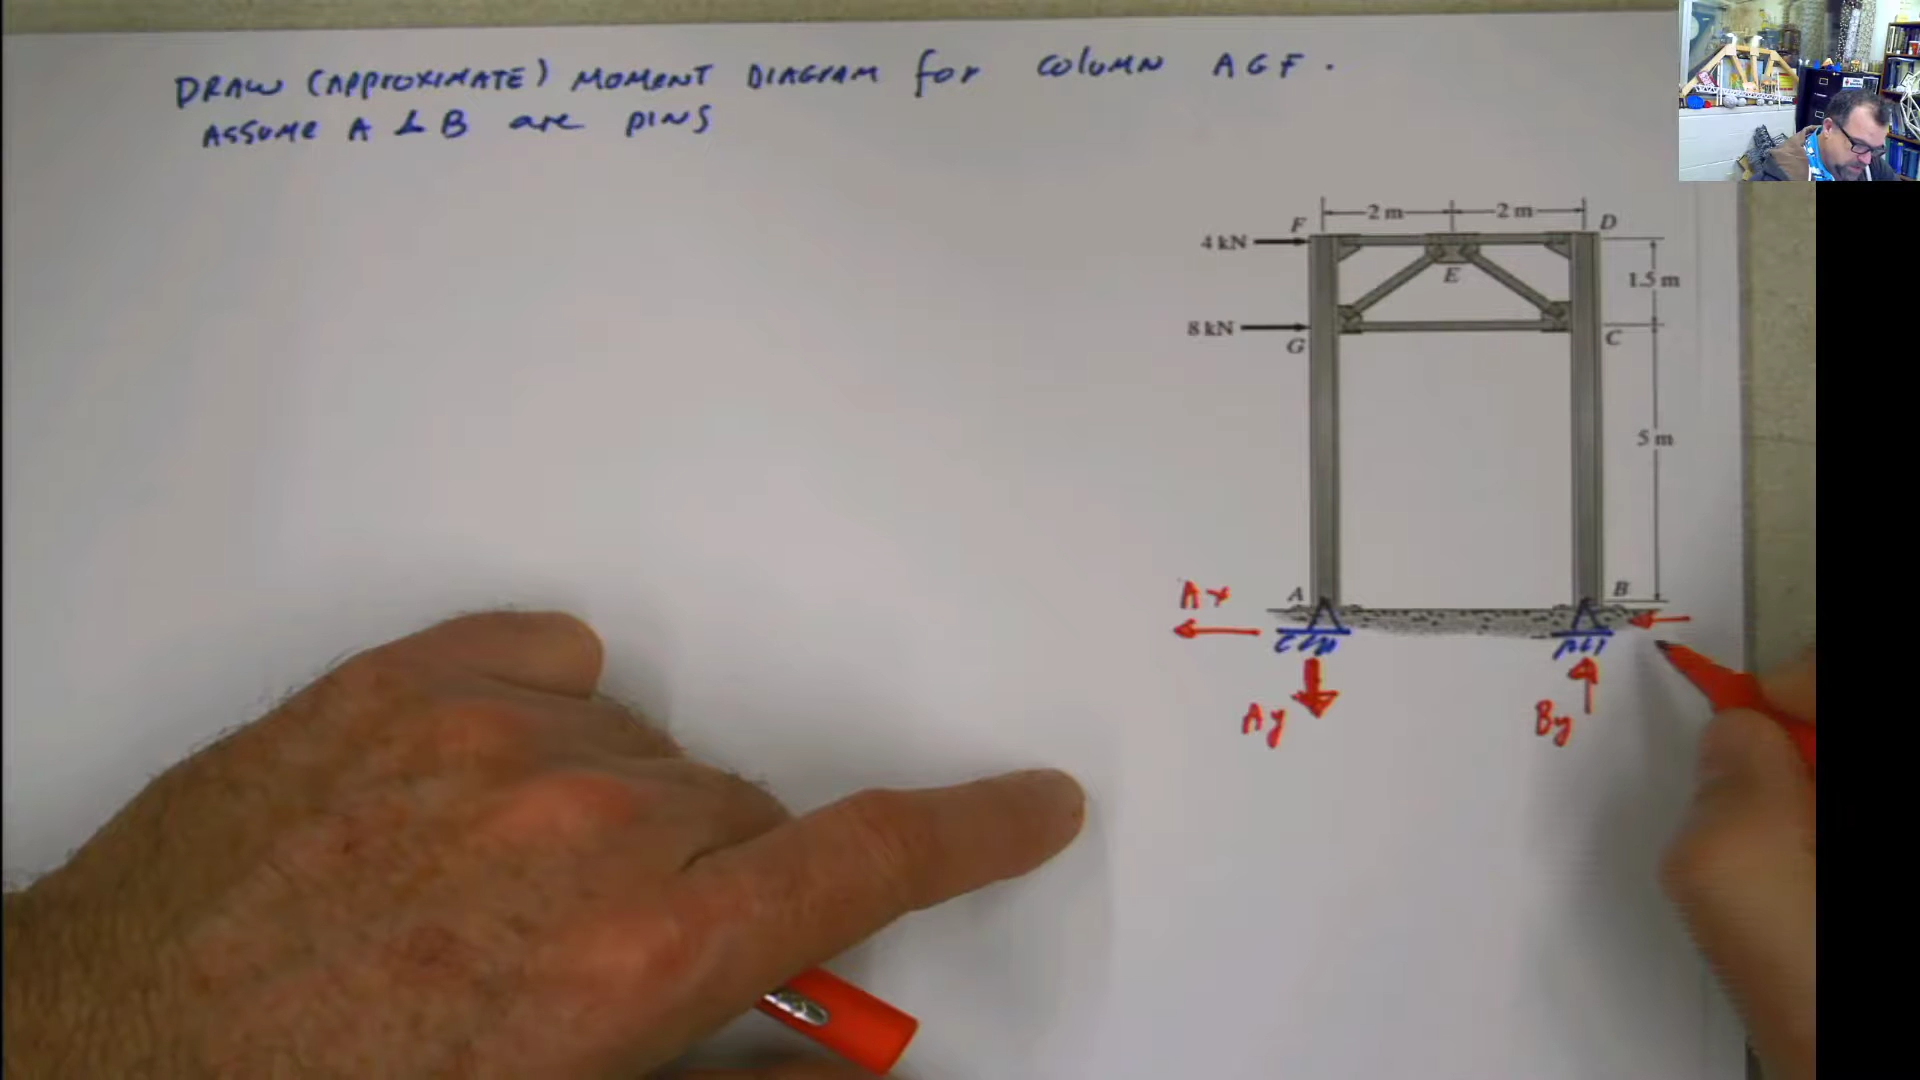 DRAW (APPROXIMATE) MOMENT DIAGRAM for COLUMN AGF.
ASSUME A & B are PINS
2 m 2 m
F D
4 kN
E
1.5 m
8 kN
G C
5 m
A B
Ax
Ay By